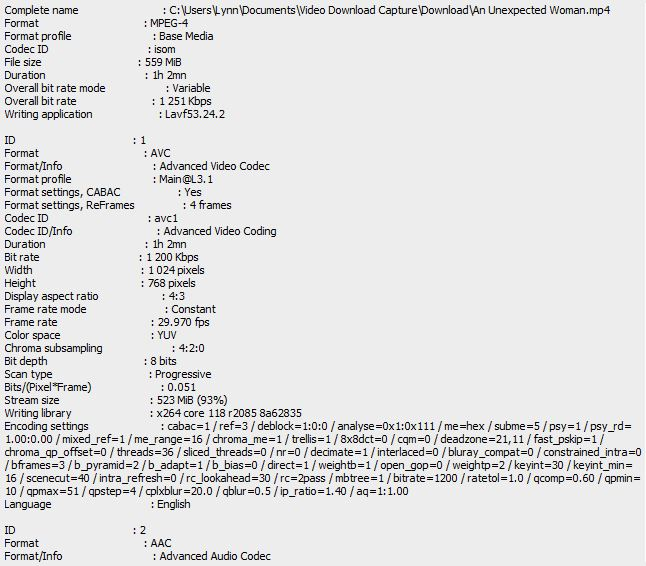 Complete name : C:\Users\Lynn\Documents\Video Download Capture\Download\An Unexpected Woman.mp4
Format : MPEG-4
Format profile : Base Media
Codec ID : isom
File size : 559 MiB
Duration : 1h 2mn
Overall bit rate mode : Variable
Overall bit rate : 1 251 Kbps
Writing application : Lavf53.24.2
ID : 1
Format : AVC
Format/Info : Advanced Video Codec
Format profile : Main@L3.1
Format settings, CABAC : Yes
Format settings, ReFrames : 4 frames
Codec ID : avc1
Codec ID/Info : Advanced Video Coding
Duration : 1h 2mn
Bit rate : 1 200 Kbps
Width : 1 024 pixels
Height : 768 pixels
Display aspect ratio : 4:3
Frame rate mode : Constant
Frame rate : 29.970 fps
Color space : YUV
Chroma subsampling : 4:2:0
Bit depth : 8 bits
Scan type : Progressive
Bits/(Pixel*Frame) : 0.051
Stream size : 523 MiB (93%)
Writing library : x264 core 118 r2085 8a62835
Encoding settings : cabac=1 / ref=3 / deblock=1:0:0 / analyse=0x1:0x111 / me=hex / subme=5 / psy=1 / psy_rd=
1.00:0.00 / mixed_ref=1 / me_range=16 / chroma_me=1 / trellis=1 / 8x8dct=0 / cqm=0 / deadzone=21,11 / fast_pskip=1 /
chroma_qp_offset=0 / threads=36 / sliced_threads=0 / nr=0 / decimate=1 / interlaced=0 / bluray_compat=0 / constrained_intra=0
/ bframes=3 / b_pyramid=2 / b_adapt=1 / b_bias=0 / direct=1 / weightb=1 / open_gop=0 / weightp=2 / keyint=30 / keyint_min=
16 / scenecut=40 / intra_refresh=0 / rc_lookahead=30 / rc=2pass / mbtree=1 / bitrate=1200 / ratetol=1.0 / qcomp=0.60 / qpmin=
10 / qpmax=51 / qpstep=4 / cplxblur=20.0 / qblur=0.5 / ip_ratio=1.40 / aq=1:1.00
Language : English
ID : 2
Format : AAC
Format/Info : Advanced Audio Codec